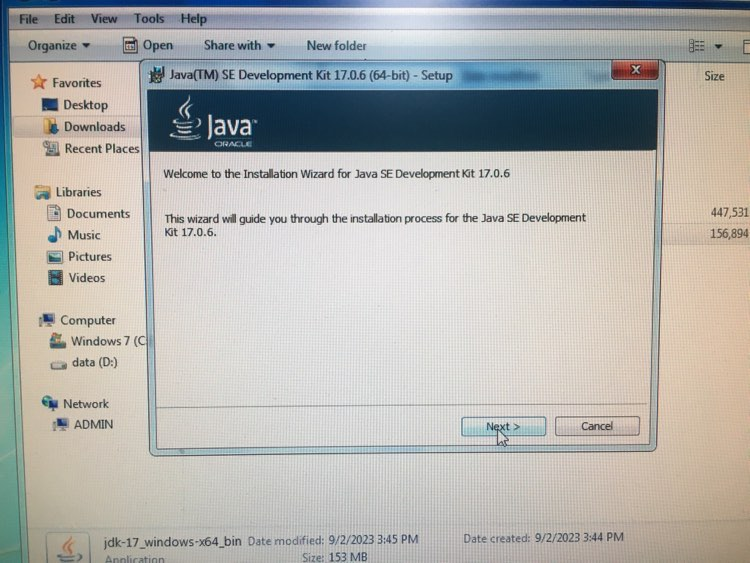 File Edit View Tools Help
Organize Open Share with New folder
Favorites
Desktop
Downloads
Recent Places
Libraries
Documents
Music
Pictures
Videos
Computer
Windows 7 (C
data (D:)
Network
ADMIN
Java(TM) SE Development Kit 17.0.6 (64-bit) - Setup
x
Java™
ORACLE
Welcome to the Installation Wizard for Java SE Development Kit 17.0.6
This wizard will guide you through the installation process for the Java SE Development
Kit 17.0.6.
Next >
Cancel
Size
447,531
156,894
jdk-17_windows-x64_bin Date modified: 9/2/2023 3:45 PM Date created: 9/2/2023 3:44 PM
Application Size: 153 MB